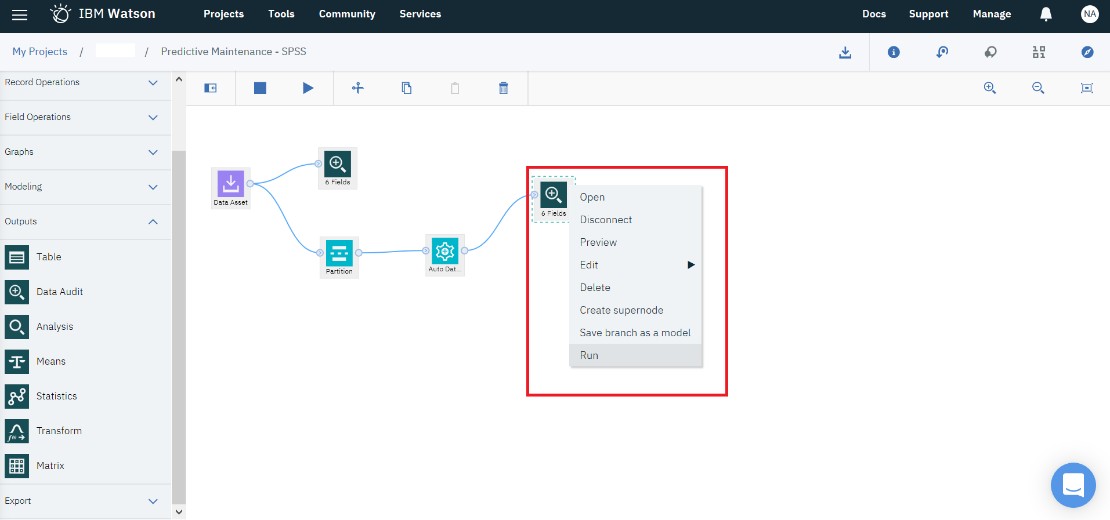 IBM Watson
Projects
Tools
Community
Services
Docs
Support
Manage
NA
My Projects / / Predictive Maintenance - SPSS
Record Operations
Field Operations
Graphs
Modeling
Outputs
Table
Data Audit
Analysis
Means
Statistics
Transform
Matrix
Export
Data Asset
6 Fields
Partition
Auto Dat...
6 Fields
Open
Disconnect
Preview
Edit
Delete
Create supernode
Save branch as a model
Run